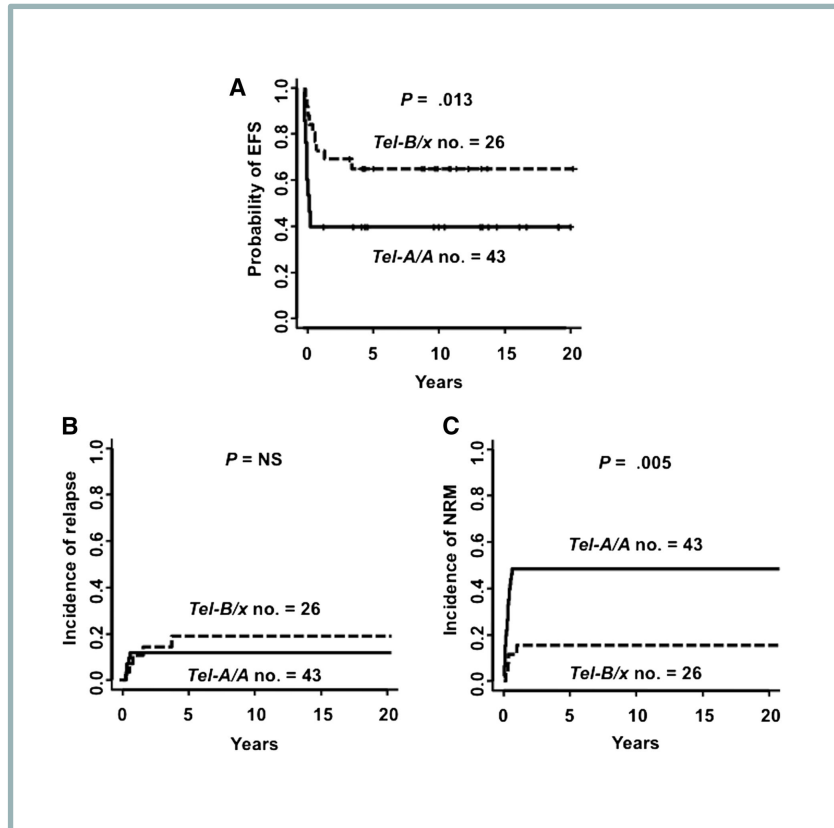 A
P = .013
Tel-B/x no. = 26
Tel-A/A no. = 43
Probability of EFS
1.0
0.8
0.6
0.4
0.2
0.0
0 5 10 15 20
Years
B
P = NS
Tel-B/x no. = 26
Tel-A/A no. = 43
Incidence of relapse
1.0
0.8
0.6
0.4
0.2
0.0
0 5 10 15 20
Years
C
P = .005
Tel-A/A no. = 43
Tel-B/x no. = 26
Incidence of NRM
1.0
0.8
0.6
0.4
0.2
0.0
0 5 10 15 20
Years